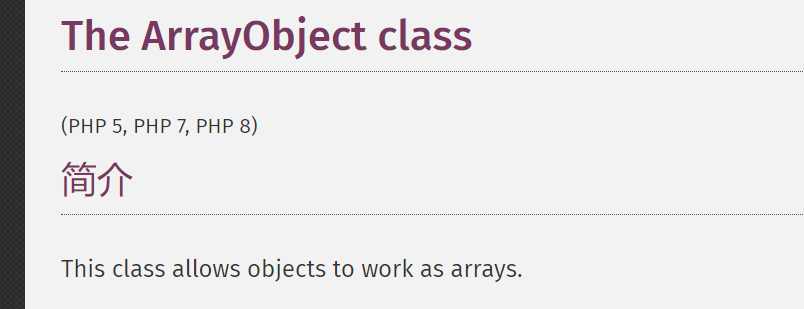 The ArrayObject class
(PHP 5, PHP 7, PHP 8)
简介
This class allows objects to work as arrays.